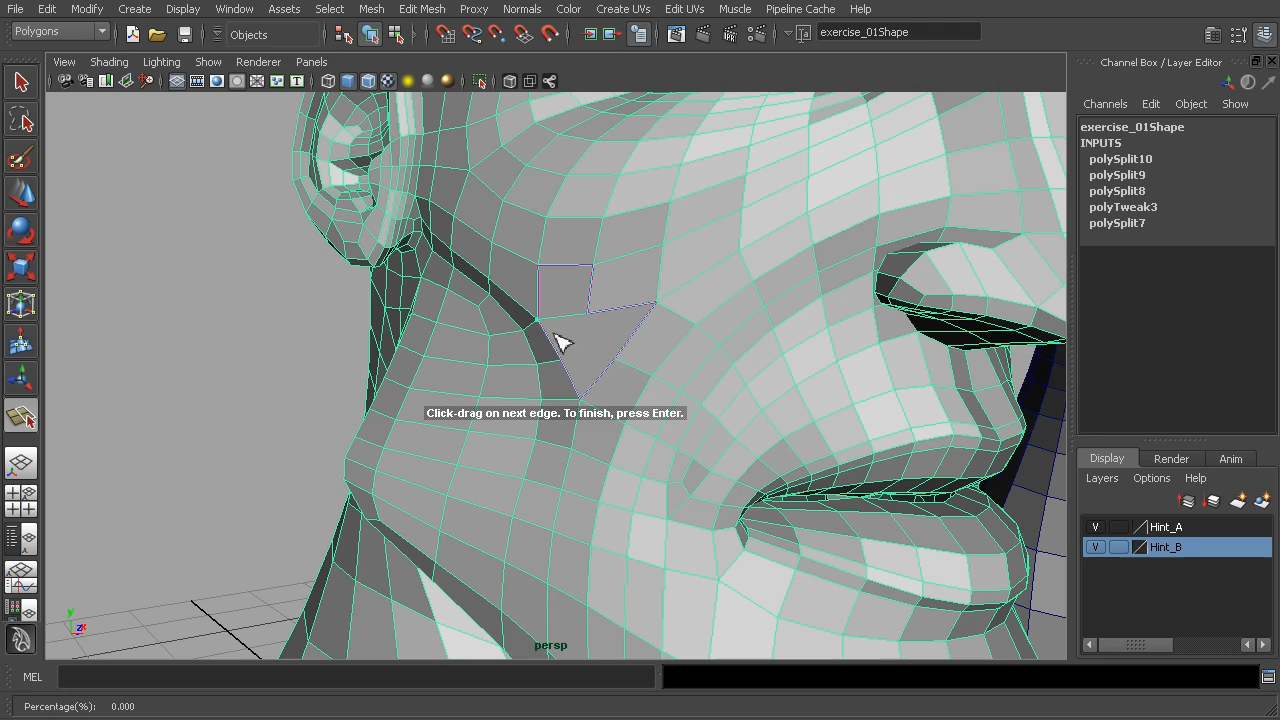 File Edit Modify Create Display Window Assets Select Mesh Edit Mesh Proxy Normals Color Create UVs Edit UVs Muscle Pipeline Cache Help
Polygons Objects exercise_01Shape
View Shading Lighting Show Renderer Panels
Channel Box / Layer Editor
Channels Edit Object Show
exercise_01Shape
INPUTS
polySplit10
polySplit9
polySplit8
polyTweak3
polySplit7
Click-drag on next edge. To finish, press Enter.
Display Render Anim
Layers Options Help
V Hint_A
V Hint_B
y
z x
persp
MEL
Percentage(%): 0.000